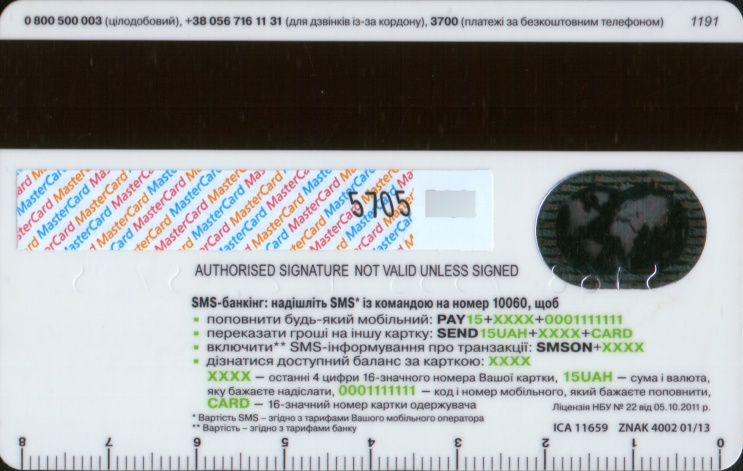 0 800 500 003 (цілодобовий), +38 056 716 11 31 (для дзвінків із-за кордону), 3700 (платежі за безкоштовним телефоном) 1191
MasterCard MasterCard MasterCard MasterCard
5705
AUTHORISED SIGNATURE NOT VALID UNLESS SIGNED
SMS-банкінг: надішліть SMS* із командою на номер 10060, щоб
▪ поповнити будь-який мобільний: PAY15+XXXX+0001111111
▪ переказати гроші на іншу картку: SEND15UAH+XXXX+CARD
▪ включити** SMS-інформування про транзакції: SMSON+XXXX
▪ дізнатися доступний баланс за карткою: XXXX
XXXX – останні 4 цифри 16-значного номера Вашої картки, 15UAH – сума і валюта,
яку бажаєте надіслати, 0001111111 – код і номер мобільного, який бажаєте поповнити,
CARD – 16-значний номер картки одержувача Ліцензія НБУ № 22 від 05.10.2011 р.
* Вартість SMS – згідно з тарифами Вашого мобільного оператора
** Вартість – згідно з тарифами банку ICA 11659 ZNAK 4002 01/13
8 7 6 5 4 3 2 1 0